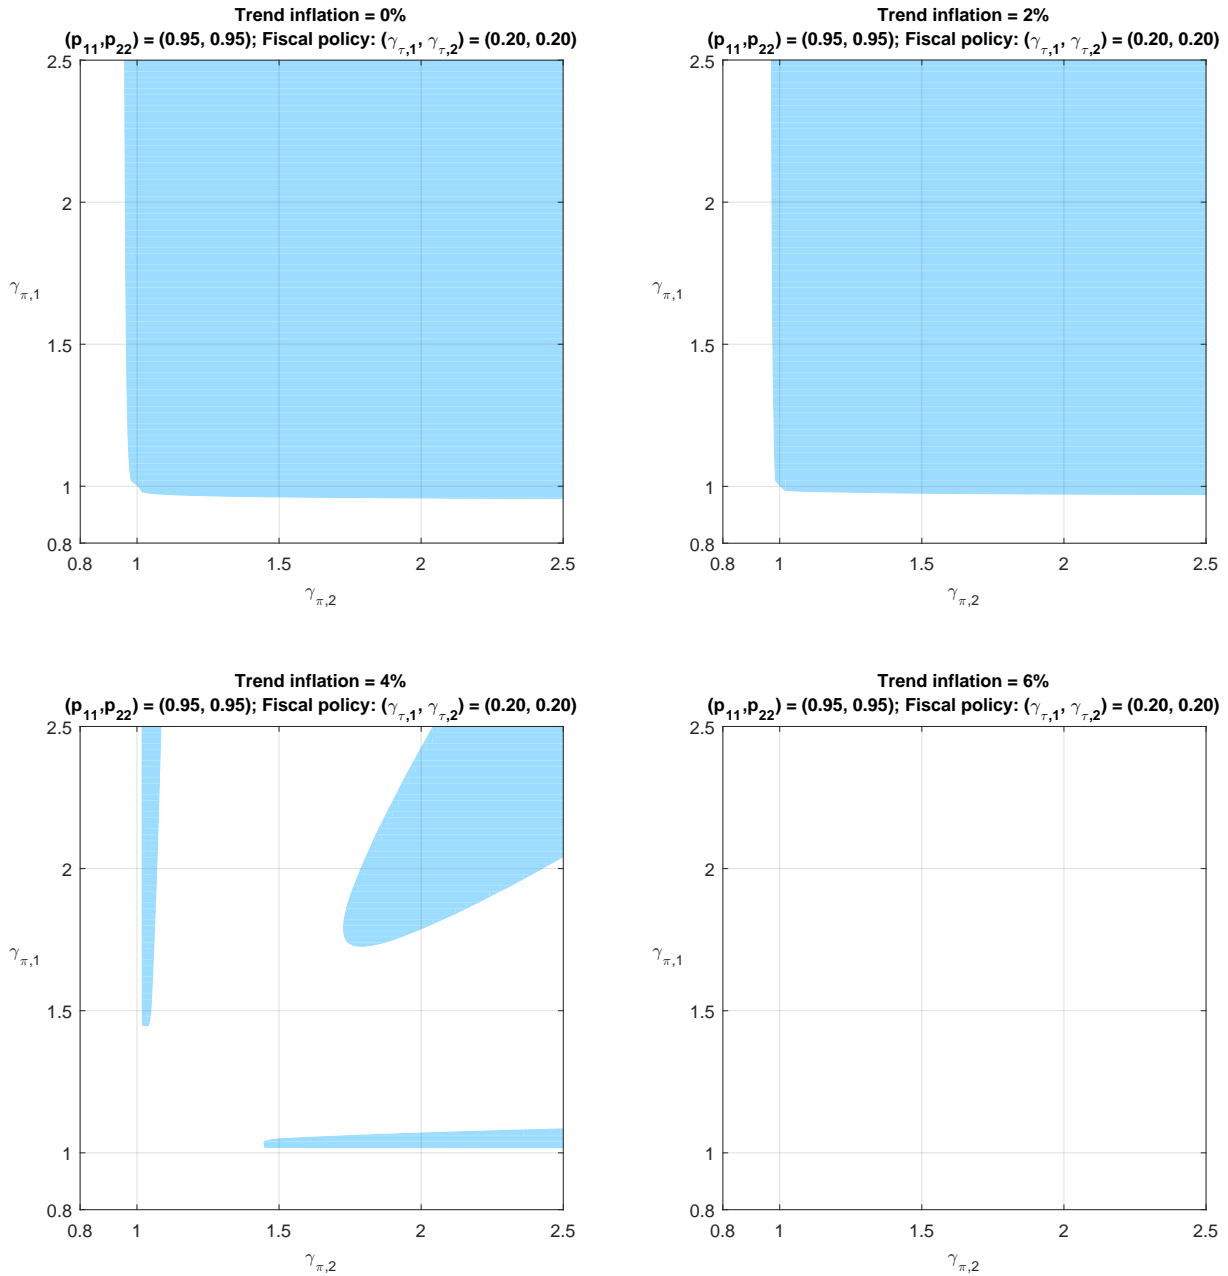 Trend inflation = 0%
(p11,p22) = (0.95, 0.95); Fiscal policy: (γτ,1, γτ,2) = (0.20, 0.20)
2.5
2
γπ,1
1.5
1
0.8
0.8 1 1.5 2 2.5
γπ,2
Trend inflation = 2%
(p11,p22) = (0.95, 0.95); Fiscal policy: (γτ,1, γτ,2) = (0.20, 0.20)
2.5
2
γπ,1
1.5
1
0.8
0.8 1 1.5 2 2.5
γπ,2
Trend inflation = 4%
(p11,p22) = (0.95, 0.95); Fiscal policy: (γτ,1, γτ,2) = (0.20, 0.20)
2.5
2
γπ,1
1.5
1
0.8
0.8 1 1.5 2 2.5
γπ,2
Trend inflation = 6%
(p11,p22) = (0.95, 0.95); Fiscal policy: (γτ,1, γτ,2) = (0.20, 0.20)
2.5
2
γπ,1
1.5
1
0.8
0.8 1 1.5 2 2.5
γπ,2